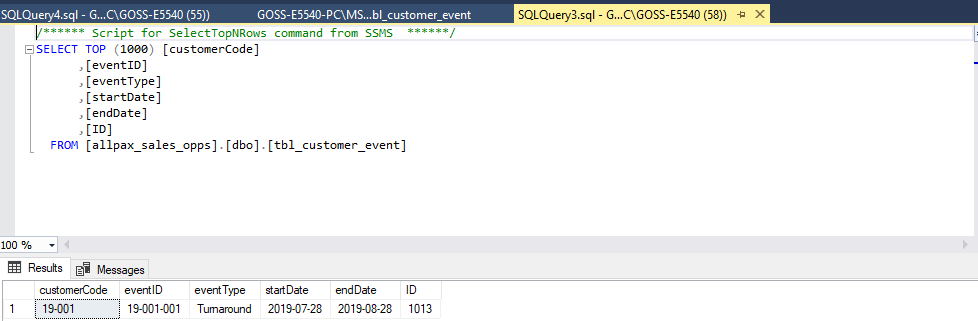 SQLQuery4.sql - G...C\GOSS-E5540 (55))
GOSS-E5540-PC\MS...bl_customer_event
SQLQuery3.sql - G...C\GOSS-E5540 (58))
/****** Script for SelectTopNRows command from SSMS ******/
SELECT TOP (1000) [customerCode]
,[eventID]
,[eventType]
,[startDate]
,[endDate]
,[ID]
FROM [allpax_sales_opps].[dbo].[tbl_customer_event]
100 %
Results Messages
customerCode eventID eventType startDate endDate ID
1 19-001 19-001-001 Turnaround 2019-07-28 2019-08-28 1013